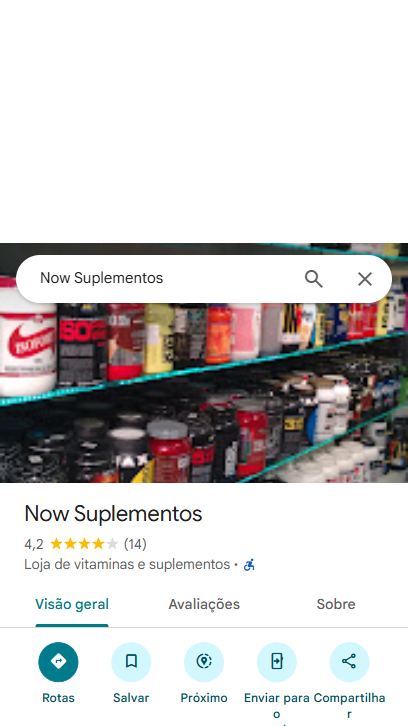 Now Suplementos
Now Suplementos
4,2 (14)
Loja de vitaminas e suplementos ·
Visão geral Avaliações Sobre
Rotas Salvar Próximo Enviar para o Compartilhar